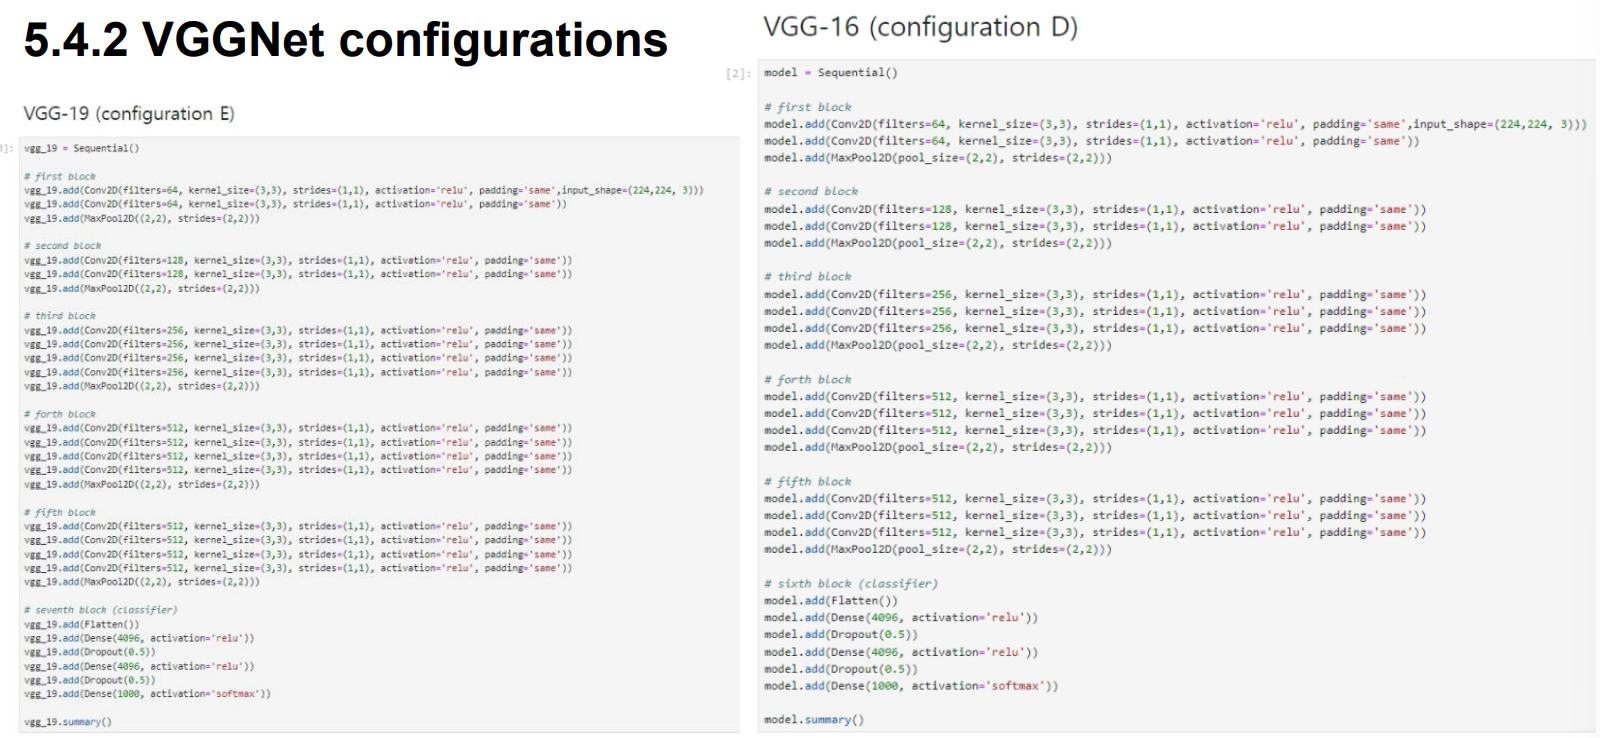 5.4.2 VGGNet configurations
VGG-19 (configuration E)
]:
vgg_19 = Sequential()
# first block
vgg_19.add(Conv2D(filters=64, kernel_size=(3,3), strides=(1,1), activation='relu', padding='same',input_shape=(224,224, 3)))
vgg_19.add(Conv2D(filters=64, kernel_size=(3,3), strides=(1,1), activation='relu', padding='same'))
vgg_19.add(MaxPool2D((2,2), strides=(2,2)))
# second block
vgg_19.add(Conv2D(filters=128, kernel_size=(3,3), strides=(1,1), activation='relu', padding='same'))
vgg_19.add(Conv2D(filters=128, kernel_size=(3,3), strides=(1,1), activation='relu', padding='same'))
vgg_19.add(MaxPool2D((2,2), strides=(2,2)))
# third block
vgg_19.add(Conv2D(filters=256, kernel_size=(3,3), strides=(1,1), activation='relu', padding='same'))
vgg_19.add(Conv2D(filters=256, kernel_size=(3,3), strides=(1,1), activation='relu', padding='same'))
vgg_19.add(Conv2D(filters=256, kernel_size=(3,3), strides=(1,1), activation='relu', padding='same'))
vgg_19.add(Conv2D(filters=256, kernel_size=(3,3), strides=(1,1), activation='relu', padding='same'))
vgg_19.add(MaxPool2D((2,2), strides=(2,2)))
# forth block
vgg_19.add(Conv2D(filters=512, kernel_size=(3,3), strides=(1,1), activation='relu', padding='same'))
vgg_19.add(Conv2D(filters=512, kernel_size=(3,3), strides=(1,1), activation='relu', padding='same'))
vgg_19.add(Conv2D(filters=512, kernel_size=(3,3), strides=(1,1), activation='relu', padding='same'))
vgg_19.add(Conv2D(filters=512, kernel_size=(3,3), strides=(1,1), activation='relu', padding='same'))
vgg_19.add(MaxPool2D((2,2), strides=(2,2)))
# fifth block
vgg_19.add(Conv2D(filters=512, kernel_size=(3,3), strides=(1,1), activation='relu', padding='same'))
vgg_19.add(Conv2D(filters=512, kernel_size=(3,3), strides=(1,1), activation='relu', padding='same'))
vgg_19.add(Conv2D(filters=512, kernel_size=(3,3), strides=(1,1), activation='relu', padding='same'))
vgg_19.add(Conv2D(filters=512, kernel_size=(3,3), strides=(1,1), activation='relu', padding='same'))
vgg_19.add(MaxPool2D((2,2), strides=(2,2)))
# seventh block (classifier)
vgg_19.add(Flatten())
vgg_19.add(Dense(4096, activation='relu'))
vgg_19.add(Dropout(0.5))
vgg_19.add(Dense(4096, activation='relu'))
vgg_19.add(Dropout(0.5))
vgg_19.add(Dense(1000, activation='softmax'))
vgg_19.summary()
VGG-16 (configuration D)
[2]:
model = Sequential()
# first block
model.add(Conv2D(filters=64, kernel_size=(3,3), strides=(1,1), activation='relu', padding='same',input_shape=(224,224, 3)))
model.add(Conv2D(filters=64, kernel_size=(3,3), strides=(1,1), activation='relu', padding='same'))
model.add(MaxPool2D(pool_size=(2,2), strides=(2,2)))
# second block
model.add(Conv2D(filters=128, kernel_size=(3,3), strides=(1,1), activation='relu', padding='same'))
model.add(Conv2D(filters=128, kernel_size=(3,3), strides=(1,1), activation='relu', padding='same'))
model.add(MaxPool2D(pool_size=(2,2), strides=(2,2)))
# third block
model.add(Conv2D(filters=256, kernel_size=(3,3), strides=(1,1), activation='relu', padding='same'))
model.add(Conv2D(filters=256, kernel_size=(3,3), strides=(1,1), activation='relu', padding='same'))
model.add(Conv2D(filters=256, kernel_size=(3,3), strides=(1,1), activation='relu', padding='same'))
model.add(MaxPool2D(pool_size=(2,2), strides=(2,2)))
# forth block
model.add(Conv2D(filters=512, kernel_size=(3,3), strides=(1,1), activation='relu', padding='same'))
model.add(Conv2D(filters=512, kernel_size=(3,3), strides=(1,1), activation='relu', padding='same'))
model.add(Conv2D(filters=512, kernel_size=(3,3), strides=(1,1), activation='relu', padding='same'))
model.add(MaxPool2D(pool_size=(2,2), strides=(2,2)))
# fifth block
model.add(Conv2D(filters=512, kernel_size=(3,3), strides=(1,1), activation='relu', padding='same'))
model.add(Conv2D(filters=512, kernel_size=(3,3), strides=(1,1), activation='relu', padding='same'))
model.add(Conv2D(filters=512, kernel_size=(3,3), strides=(1,1), activation='relu', padding='same'))
model.add(MaxPool2D(pool_size=(2,2), strides=(2,2)))
# sixth block (classifier)
model.add(Flatten())
model.add(Dense(4096, activation='relu'))
model.add(Dropout(0.5))
model.add(Dense(4096, activation='relu'))
model.add(Dropout(0.5))
model.add(Dense(1000, activation='softmax'))
model.summary()